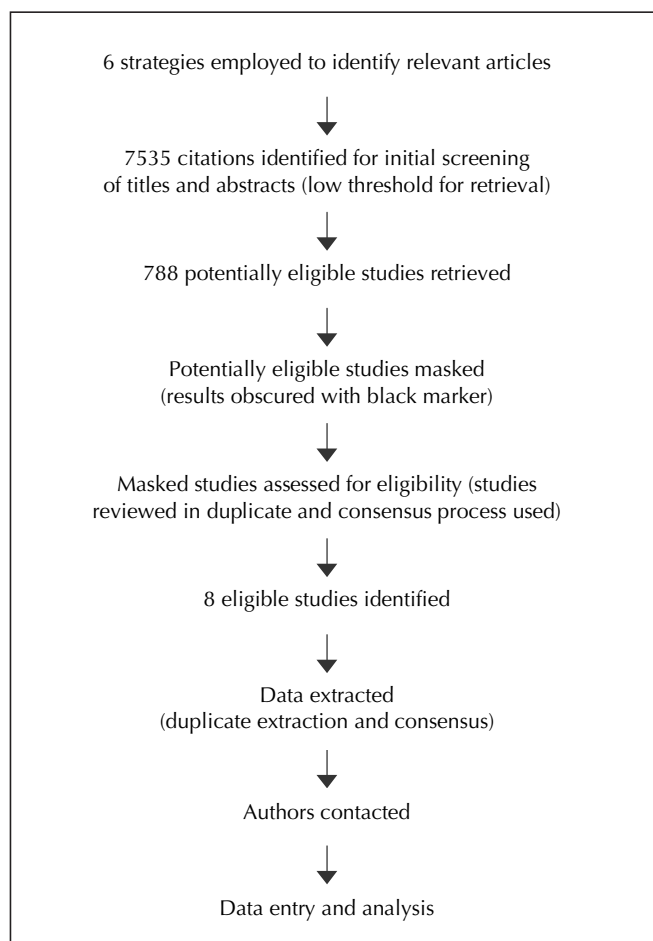 6 strategies employed to identify relevant articles
7535 citations identified for initial screening
of titles and abstracts (low threshold for retrieval)
788 potentially eligible studies retrieved
Potentially eligible studies masked
(results obscured with black marker)
Masked studies assessed for eligibility (studies
reviewed in duplicate and consensus process used)
8 eligible studies identified
Data extracted
(duplicate extraction and consensus)
Authors contacted
Data entry and analysis